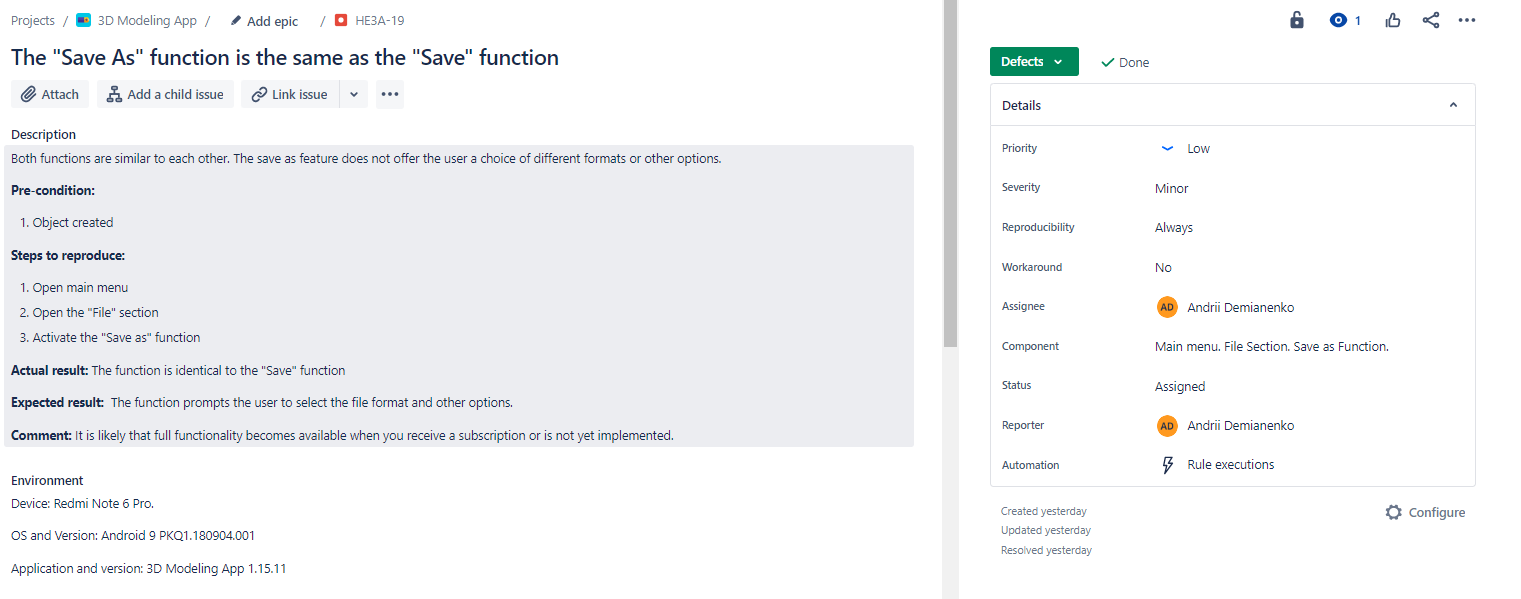 Projects / 3D Modeling App / Add epic / HE3A-19
The "Save As" function is the same as the "Save" function
Attach Add a child issue Link issue
Description
Both functions are similar to each other. The save as feature does not offer the user a choice of different formats or other options.
Pre-condition:
1. Object created
Steps to reproduce:
1. Open main menu
2. Open the "File" section
3. Activate the "Save as" function
Actual result: The function is identical to the "Save" function
Expected result: The function prompts the user to select the file format and other options.
Comment: It is likely that full functionality becomes available when you receive a subscription or is not yet implemented.
Environment
Device: Redmi Note 6 Pro.
OS and Version: Android 9 PKQ1.180904.001
Application and version: 3D Modeling App 1.15.11
1
Defects Done
Details
Priority Low
Severity Minor
Reproducibility Always
Workaround No
Assignee AD Andrii Demianenko
Component Main menu. File Section. Save as Function.
Status Assigned
Reporter AD Andrii Demianenko
Automation Rule executions
Created yesterday Configure
Updated yesterday
Resolved yesterday